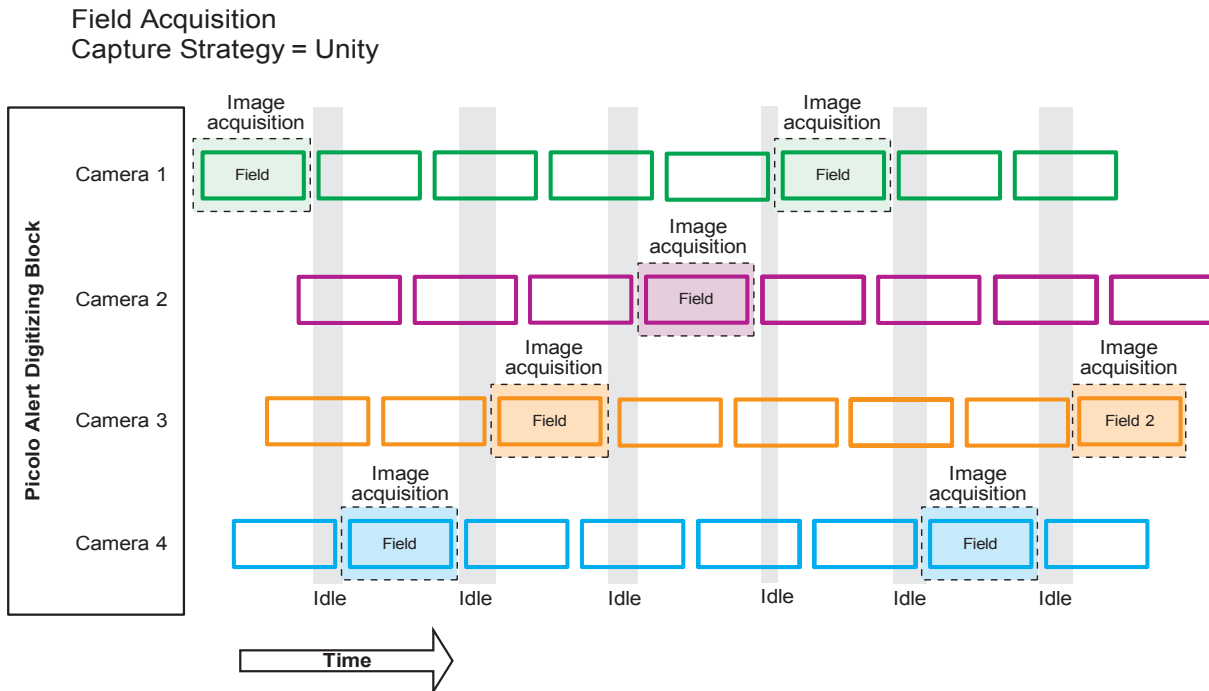 Field Acquisition
Capture Strategy = Unity
Picolo Alert Digitizing Block
Image
acquisition
Image
acquisition
Camera 1
Field
Field
Image
acquisition
Camera 2
Field
Image
acquisition
Image
acquisition
Camera 3
Field
Field 2
Image
acquisition
Image
acquisition
Camera 4
Field
Field
Idle
Idle
Idle
Idle
Idle
Idle
Time